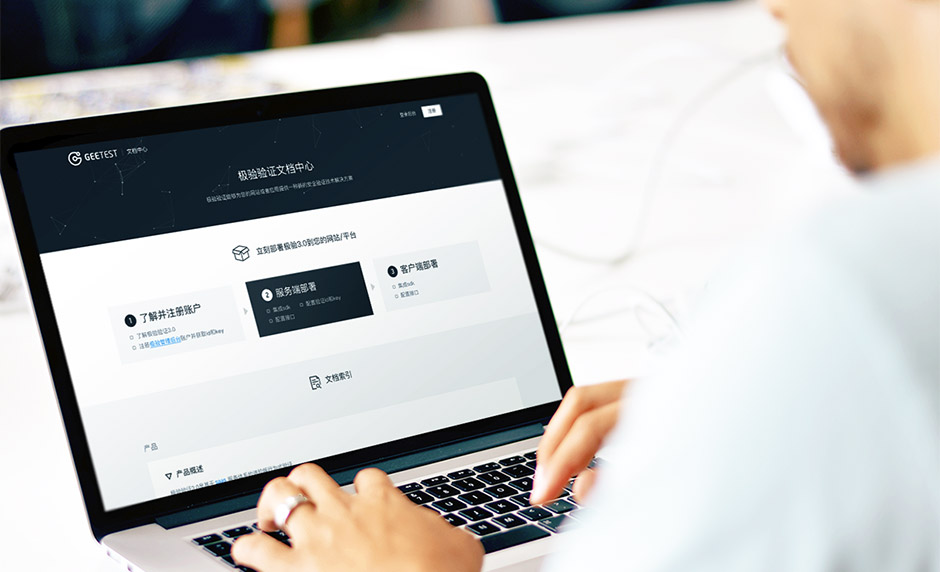 GEETEST 文档中心
登录后台 注册
极验验证文档中心
极验验证能够为您的网站或者应用提供一种新的安全验证技术解决方案
立刻部署极验3.0到您的网站/平台
1 了解并注册账户
了解极验验证3.0
注册极验管理后台账户并获取id和key
2 服务端部署
集成sdk 配置验证id和key
配置接口
3 客户端部署
集成sdk
配置接口
文档索引
产品
产品概述